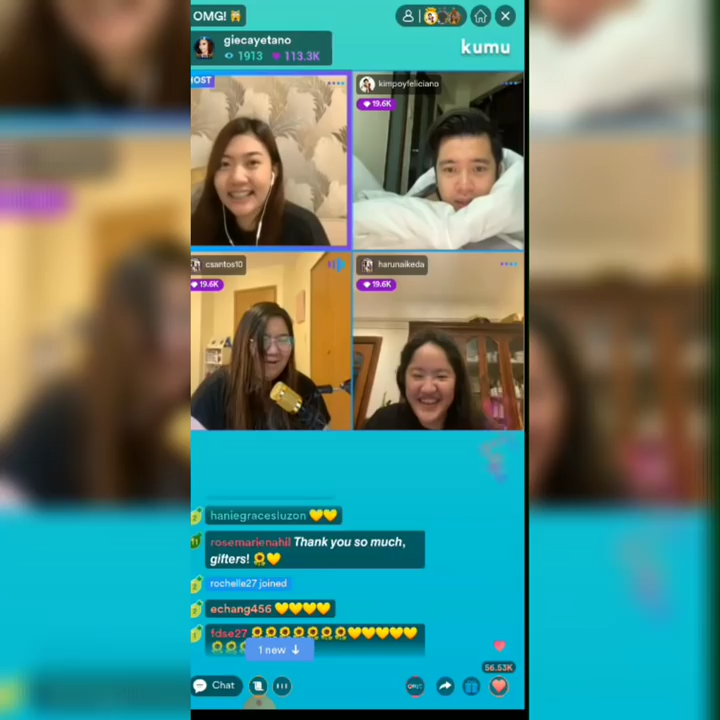 OMG!
giecayetano
1913 113.3K
kumu
HOST
kimpoyfeliciano
19.6K
csantos10
19.6K
harunaikeda
19.6K
haniegracesluzon
rosemarienahil Thank you so much,
gifters!
rochelle27 joined
echang456
fdse27
1 new ↓
56.53K
Chat